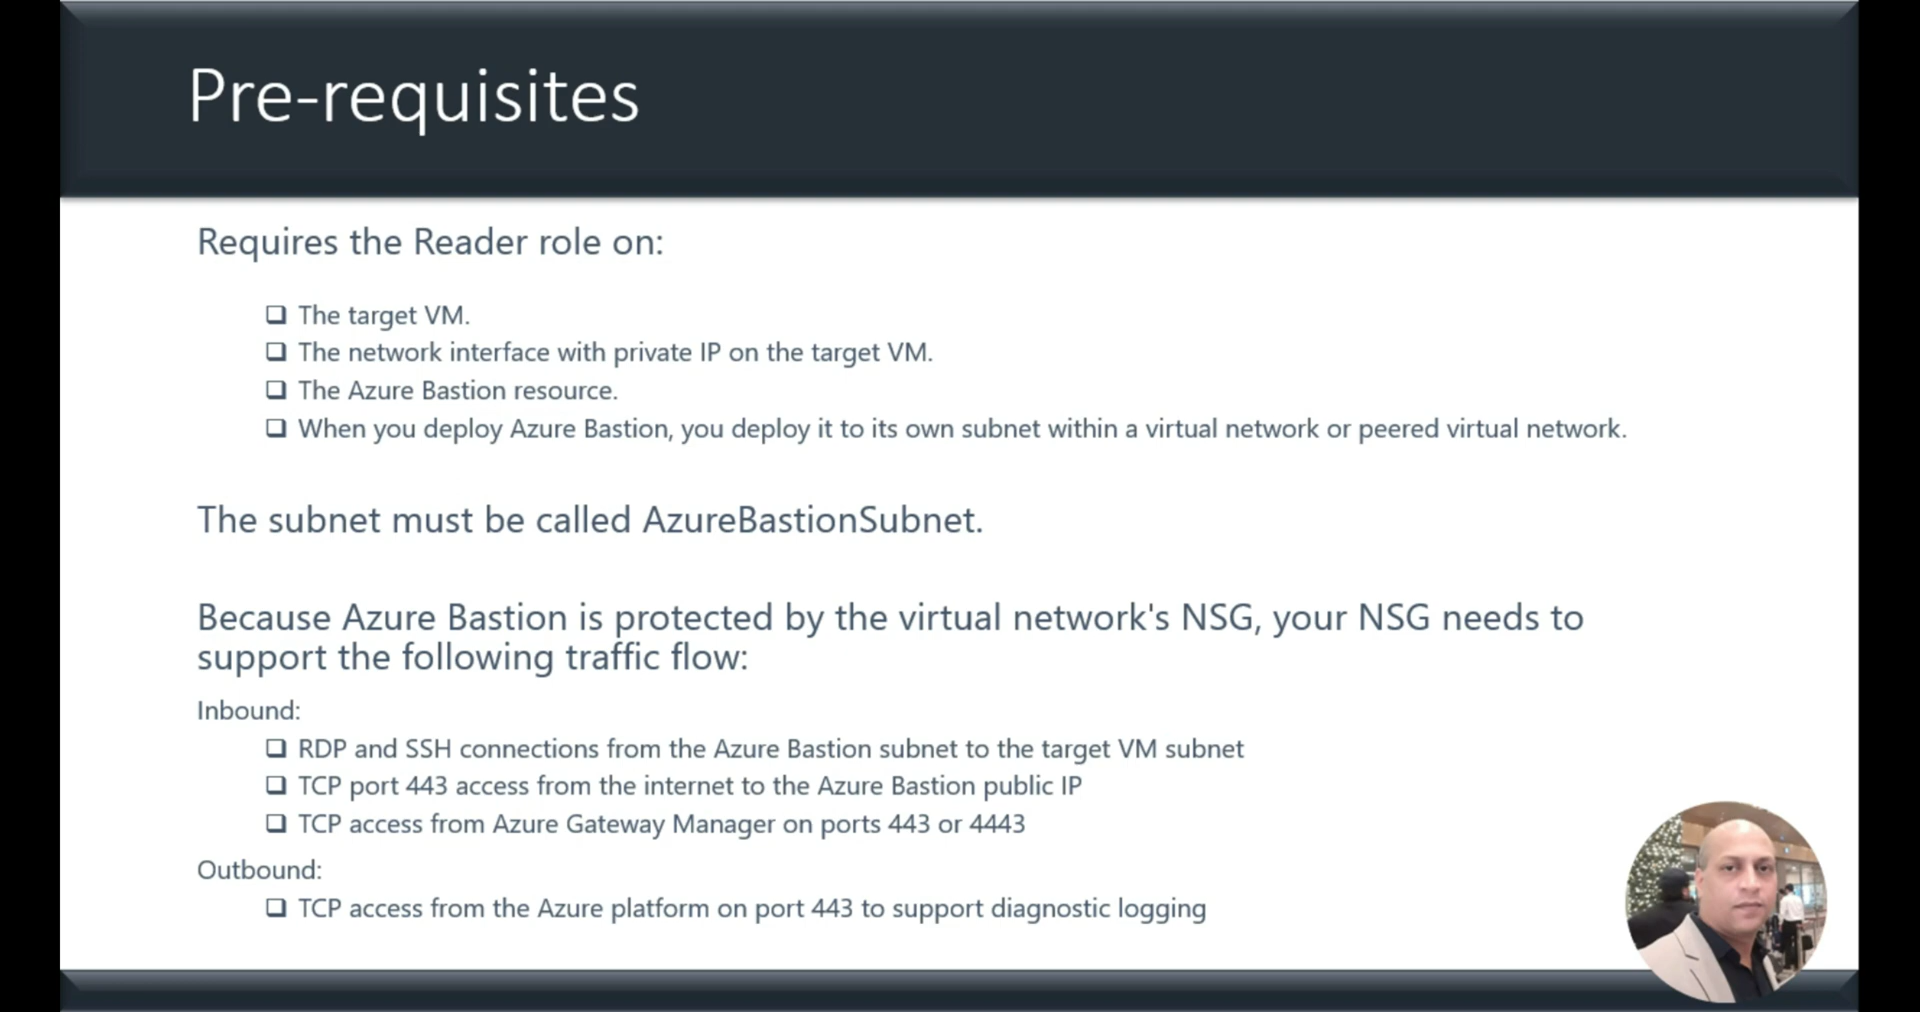 Pre-requisites
Requires the Reader role on:
❑ The target VM.
❑ The network interface with private IP on the target VM.
❑ The Azure Bastion resource.
❑ When you deploy Azure Bastion, you deploy it to its own subnet within a virtual network or peered virtual network.
The subnet must be called AzureBastionSubnet.
Because Azure Bastion is protected by the virtual network's NSG, your NSG needs to
support the following traffic flow:
Inbound:
❑ RDP and SSH connections from the Azure Bastion subnet to the target VM subnet
❑ TCP port 443 access from the internet to the Azure Bastion public IP
❑ TCP access from Azure Gateway Manager on ports 443 or 4443
Outbound:
❑ TCP access from the Azure platform on port 443 to support diagnostic logging